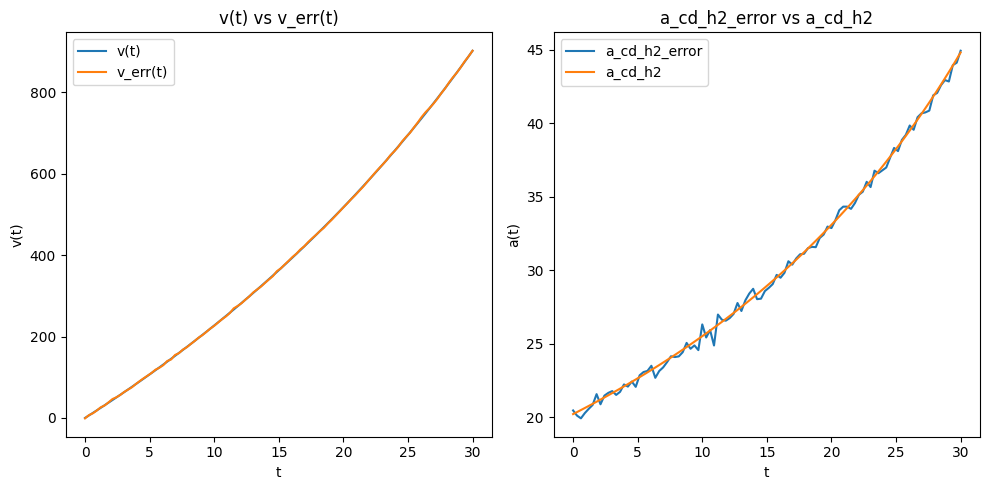 v(t) vs v_err(t)
v(t)
v_err(t)
800
600
400
200
0
v(t)
0 5 10 15 20 25 30
t
a_cd_h2_error vs a_cd_h2
a_cd_h2_error
a_cd_h2
45
40
35
30
25
20
a(t)
0 5 10 15 20 25 30
t